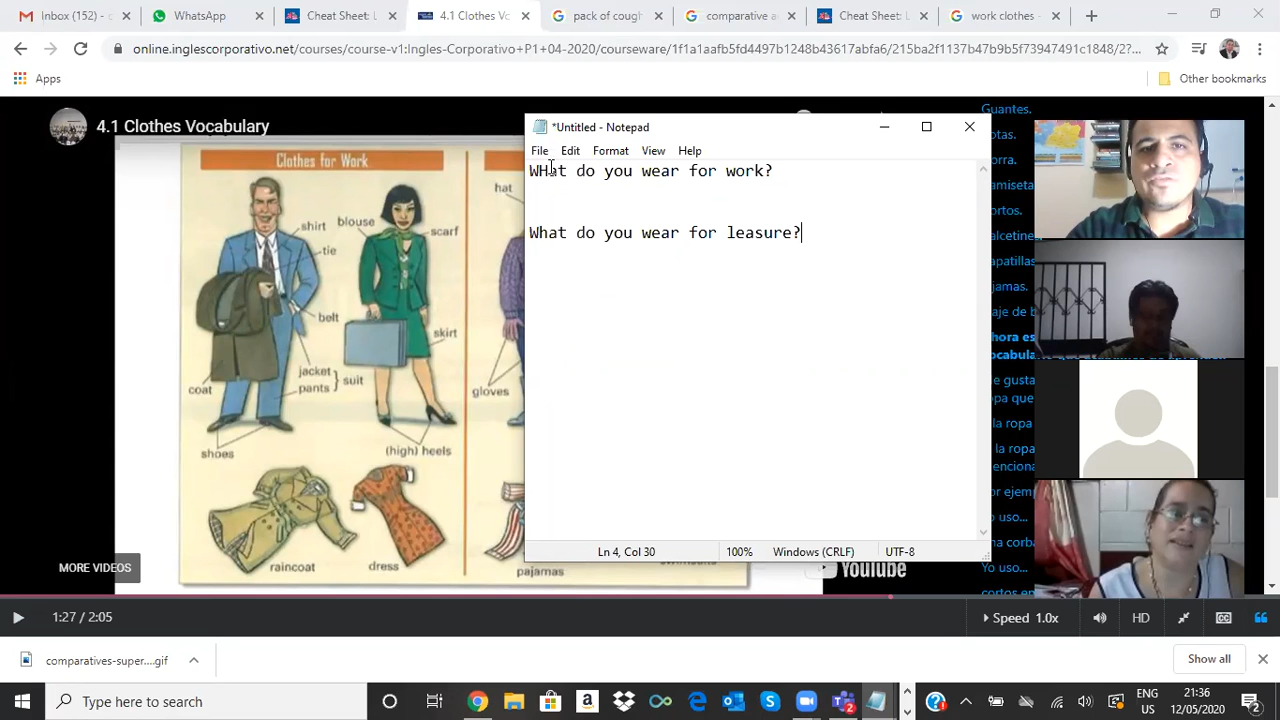 Inbox (152) -
WhatsApp
Cheat Sheet: L
4.1 Clothes Vo
pack of cough
comparative a
Cheat Sheet: L
work clothes -
online.inglescorporativo.net/courses/course-v1:Ingles-Corporativo+P1+04-2020/courseware/1f1a1aafb5fd4497b1248b43617abfa6/215ba2f1137b47b9b5f73947491c1848/2?...
Apps
Other bookmarks
4.1 Clothes Vocabulary
Clothes for Work
shirt
blouse
scarf
tie
belt
skirt
jacket
pants
suit
coat
shoes
(high) heels
raincoat
dress
hat
gloves
pajamas
MORE VIDEOS
YouTube
*Untitled - Notepad
File Edit Format View Help
WHat do you wear for work?
What do you wear for leasure?
Ln 4, Col 30
100%
Windows (CRLF)
UTF-8
Guantes.
1:27 / 2:05
Speed 1.0x
HD
comparatives-super....gif
Show all
Type here to search
ENG
US
21:36
12/05/2020